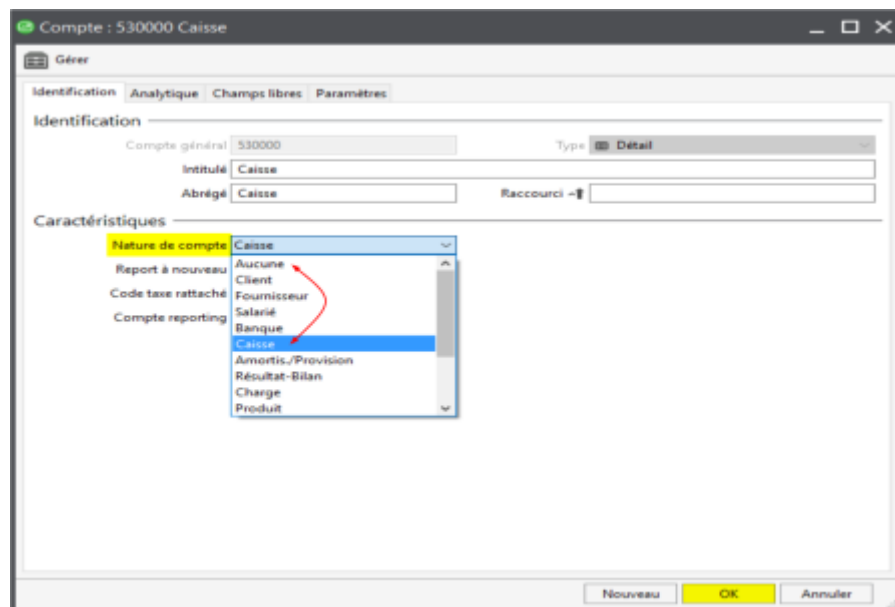 Compte : 530000 Caisse
Gérer
Identification Analytique Champs libres Paramètres
Identification
Compte général 530000 Type Détail
Intitulé Caisse
Abrégé Caisse Raccourci
Caractéristiques
Nature de compte Caisse
Report à nouveau Aucune
Client
Code taxe rattaché Fournisseur
Salarié
Compte reporting
Banque
Caisse
Amortis./Provision
Résultat-Bilan
Charge
Produit
Nouveau OK Annuler